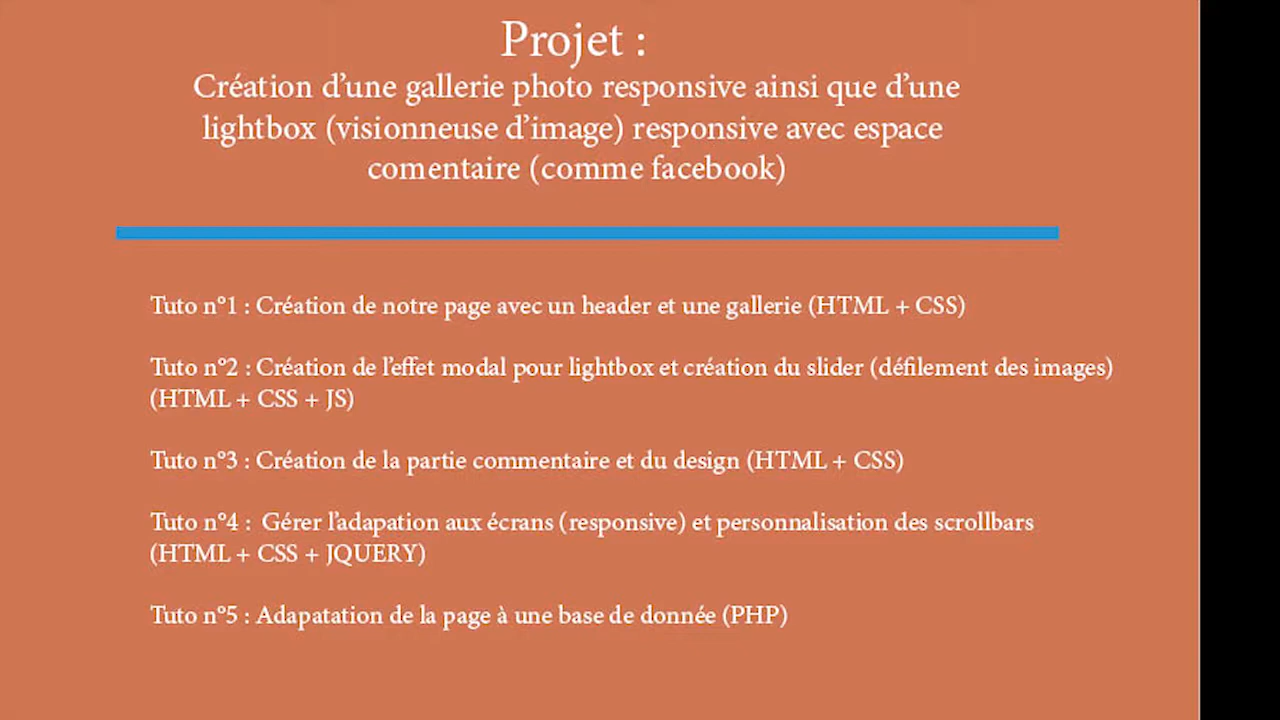 Projet :
Création d’une gallerie photo responsive ainsi que d’une
lightbox (visionneuse d’image) responsive avec espace
comentaire (comme facebook)
Tuto n°1 : Création de notre page avec un header et une gallerie (HTML + CSS)
Tuto n°2 : Création de l’effet modal pour lightbox et création du slider (défilement des images)
(HTML + CSS + JS)
Tuto n°3 : Création de la partie commentaire et du design (HTML + CSS)
Tuto n°4 :  Gérer l’adapation aux écrans (responsive) et personnalisation des scrollbars
(HTML + CSS + JQUERY)
Tuto n°5 : Adapatation de la page à une base de donnée (PHP)